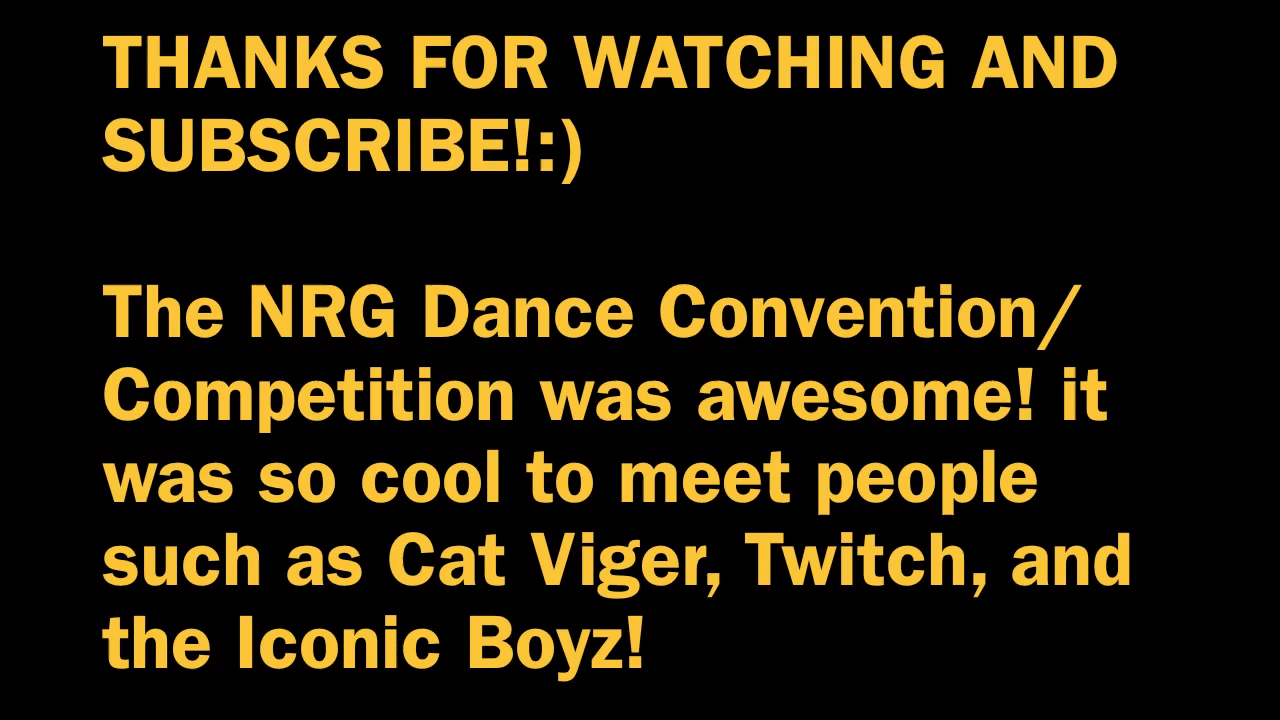 THANKS FOR WATCHING AND
SUBSCRIBE!:)
The NRG Dance Convention/
Competition was awesome! it
was so cool to meet people
such as Cat Viger, Twitch, and
the Iconic Boyz!